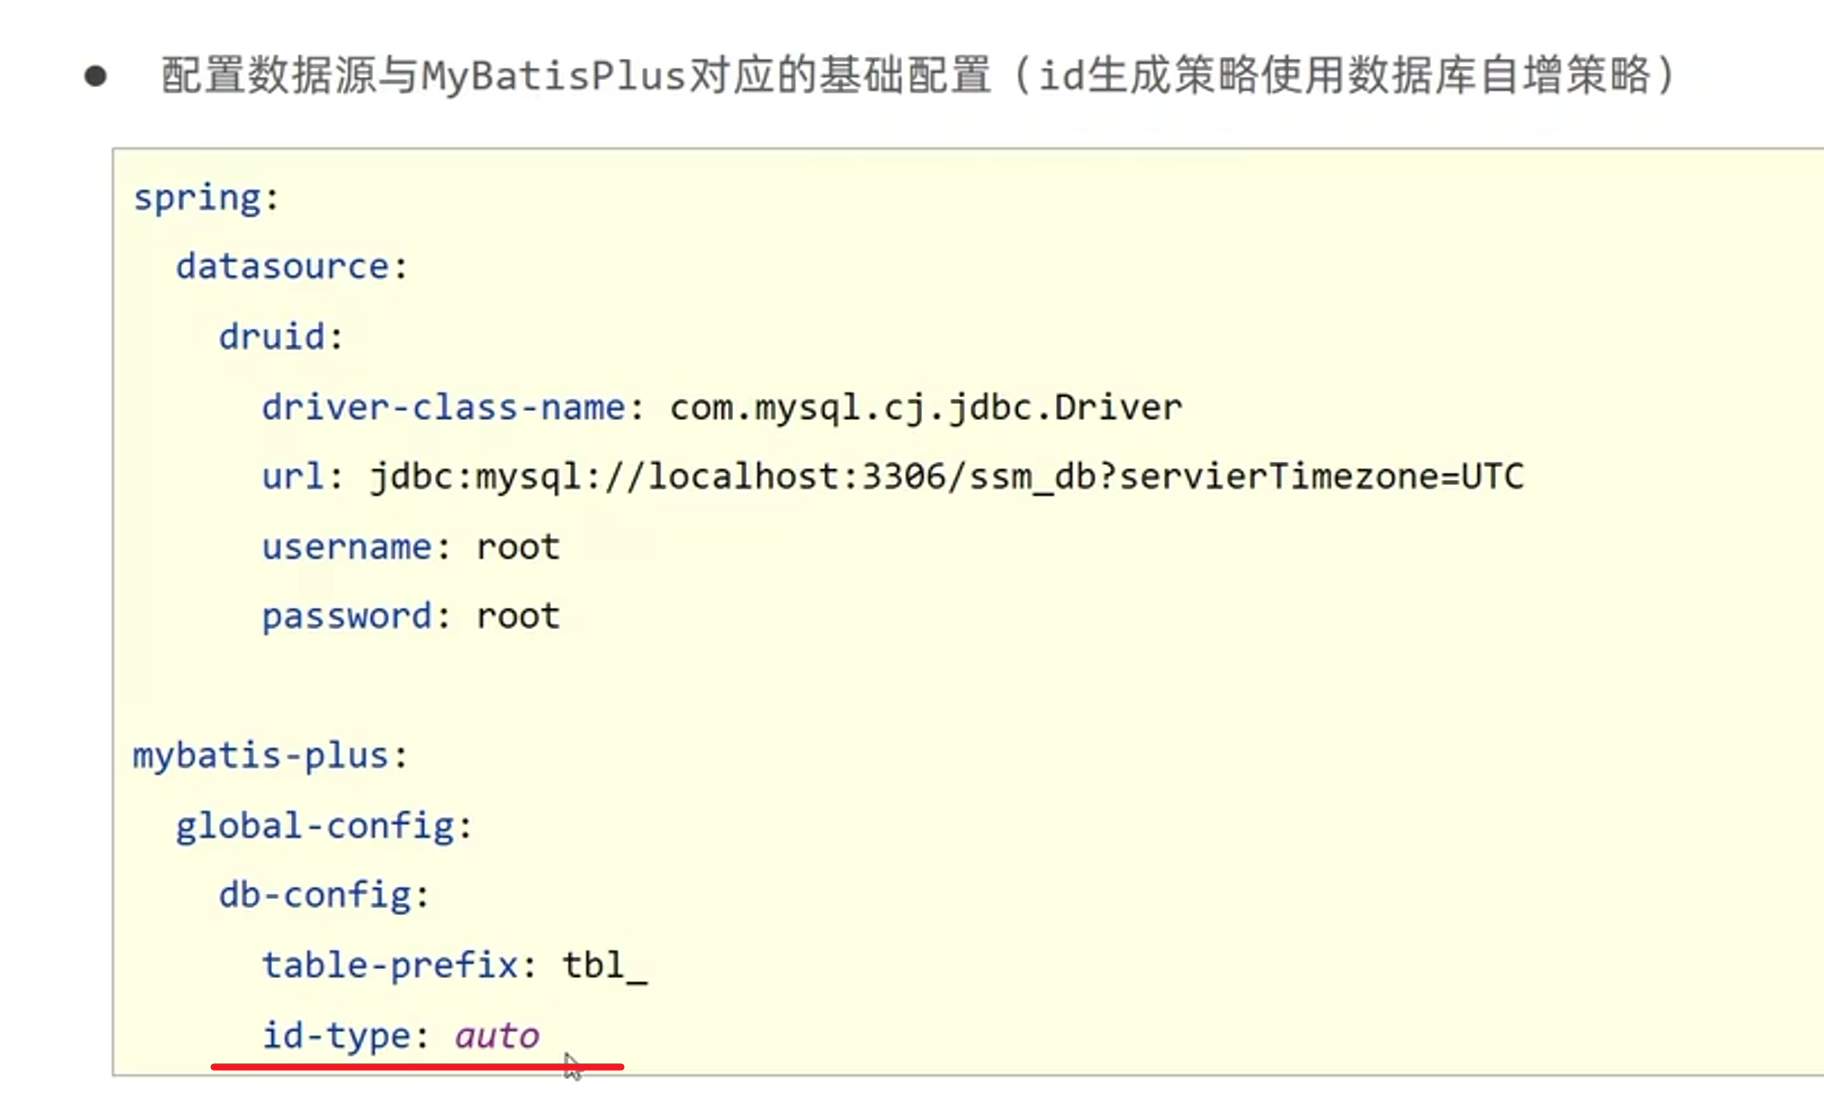 配置数据源与MyBatisPlus对应的基础配置（id生成策略使用数据库自增策略）
spring:
datasource:
druid:
driver-class-name: com.mysql.cj.jdbc.Driver
url: jdbc:mysql://localhost:3306/ssm_db?servierTimezone=UTC
username: root
password: root
mybatis-plus:
global-config:
db-config:
table-prefix: tbl_
id-type: auto